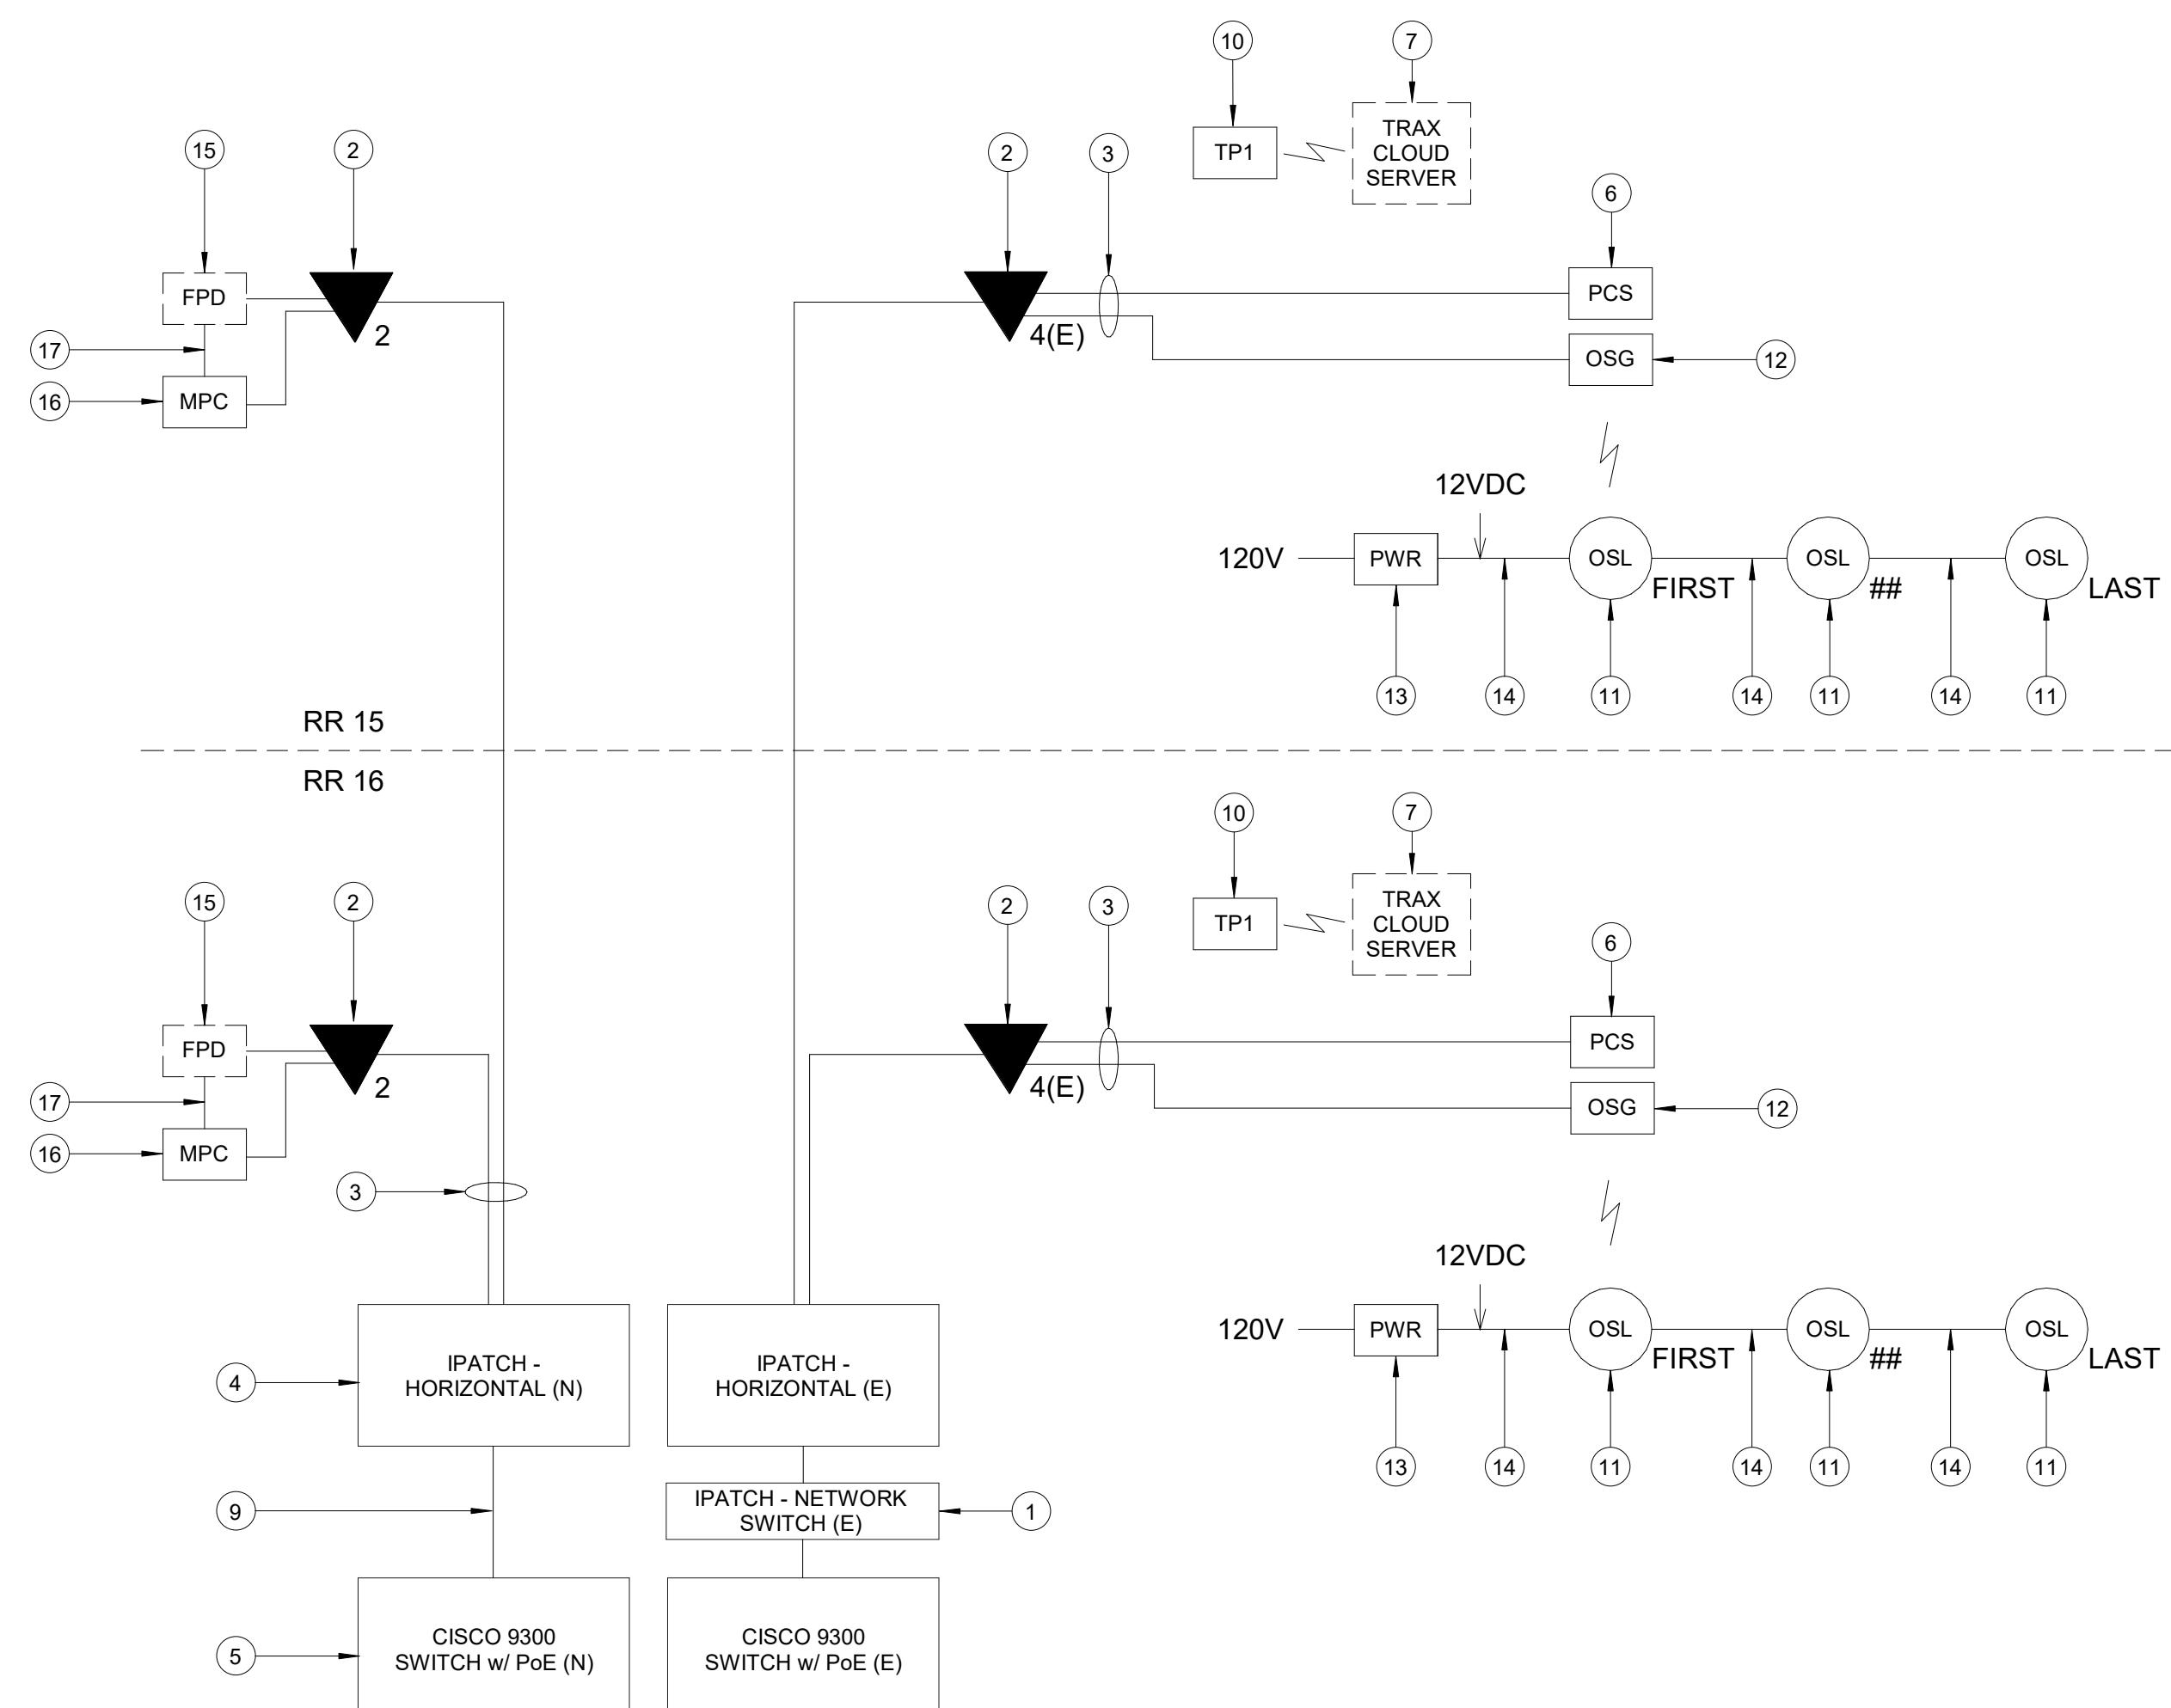 10
7
15
2
2
3
TRAX
CLOUD
SERVER
TP1
6
FPD
PCS
2
4(E)
17
OSG
12
16
MPC
12VDC
120V
PWR
OSL
FIRST
OSL
##
OSL
LAST
13
14
11
14
11
14
11
RR 15
RR 16
10
7
15
2
2
3
TRAX
CLOUD
SERVER
TP1
6
FPD
PCS
2
4(E)
17
OSG
12
16
MPC
3
12VDC
120V
PWR
OSL
FIRST
OSL
##
OSL
LAST
4
IPATCH -
HORIZONTAL (N)
IPATCH -
HORIZONTAL (E)
13
14
11
14
11
14
11
9
IPATCH - NETWORK
SWITCH (E)
1
5
CISCO 9300
SWITCH w/ PoE (N)
CISCO 9300
SWITCH w/ PoE (E)